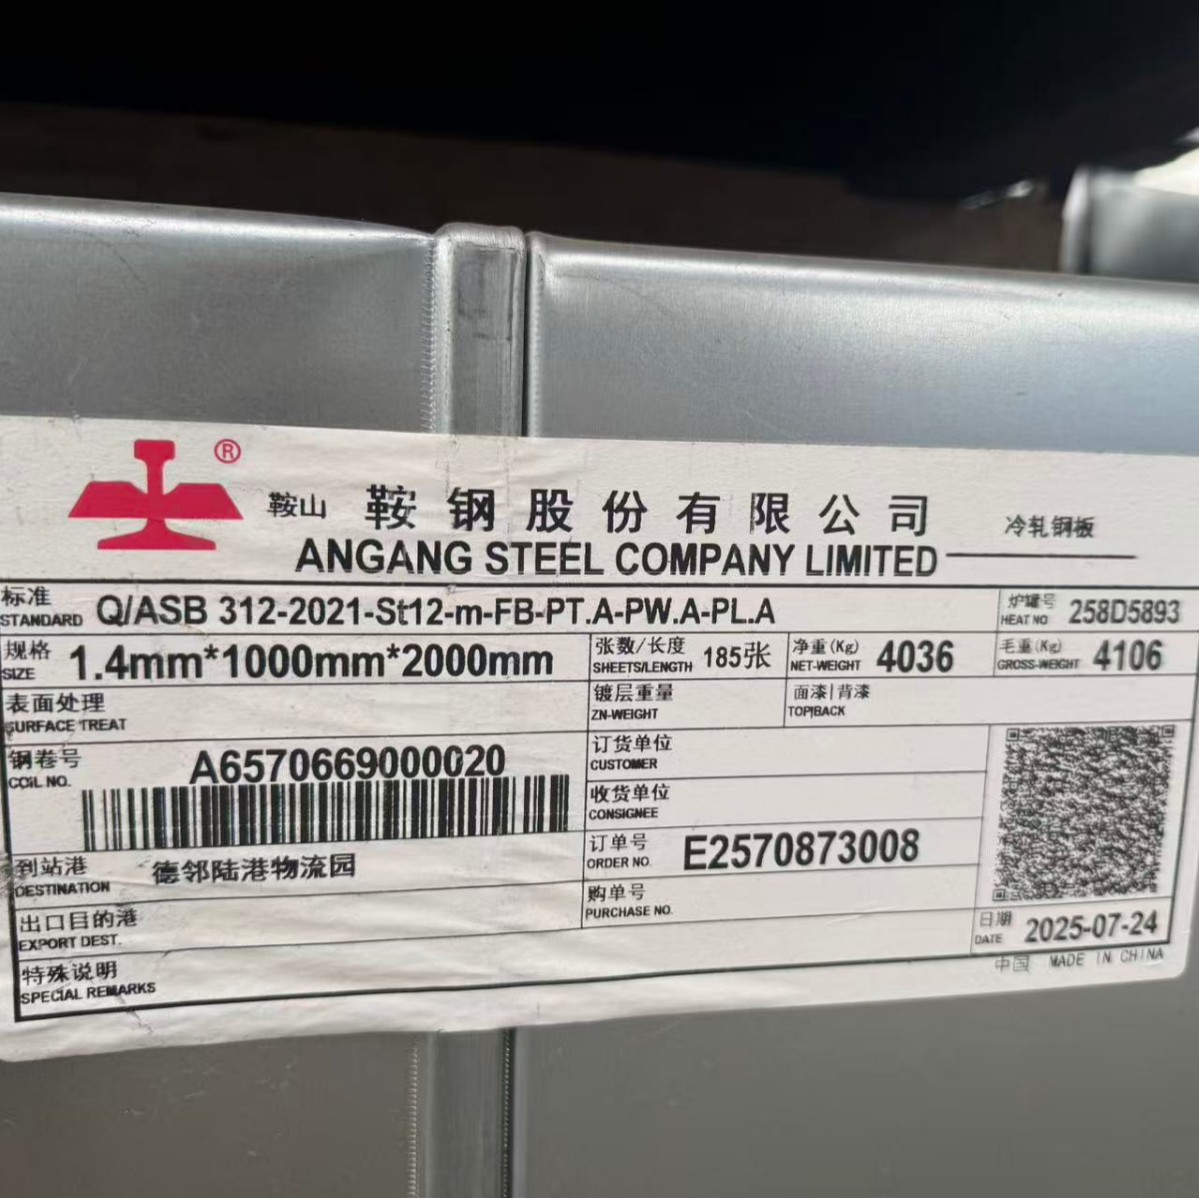 ®
鞍山 鞍钢股份有限公司 冷轧钢板
ANGANG STEEL COMPANY LIMITED
标准 STANDARD Q/ASB 312-2021-St12-m-FB-PT.A-PW.A-PL.A 炉罐号 HEAT NO 258D5893
规格 SIZE 1.4mm*1000mm*2000mm 张数/长度 SHEETS/LENGTH 185张 净重(Kg) NET-WEIGHT 4036 毛重(Kg) GROSS-WEIGHT 4106
表面处理 SURFACE TREAT 镀层重量 ZN-WEIGHT 面漆|背漆 TOP|BACK
钢卷号 COIL NO. A6570669000020 订货单位 CUSTOMER
收货单位 CONSIGNEE
到站港 DESTINATION 德邻陆港物流园 订单号 ORDER NO. E2570873008
出口目的港 EXPORT DEST. 购单号 PURCHASE NO.
特殊说明 SPECIAL REMARKS 日期 DATE 2025-07-24
中国 MADE IN CHINA